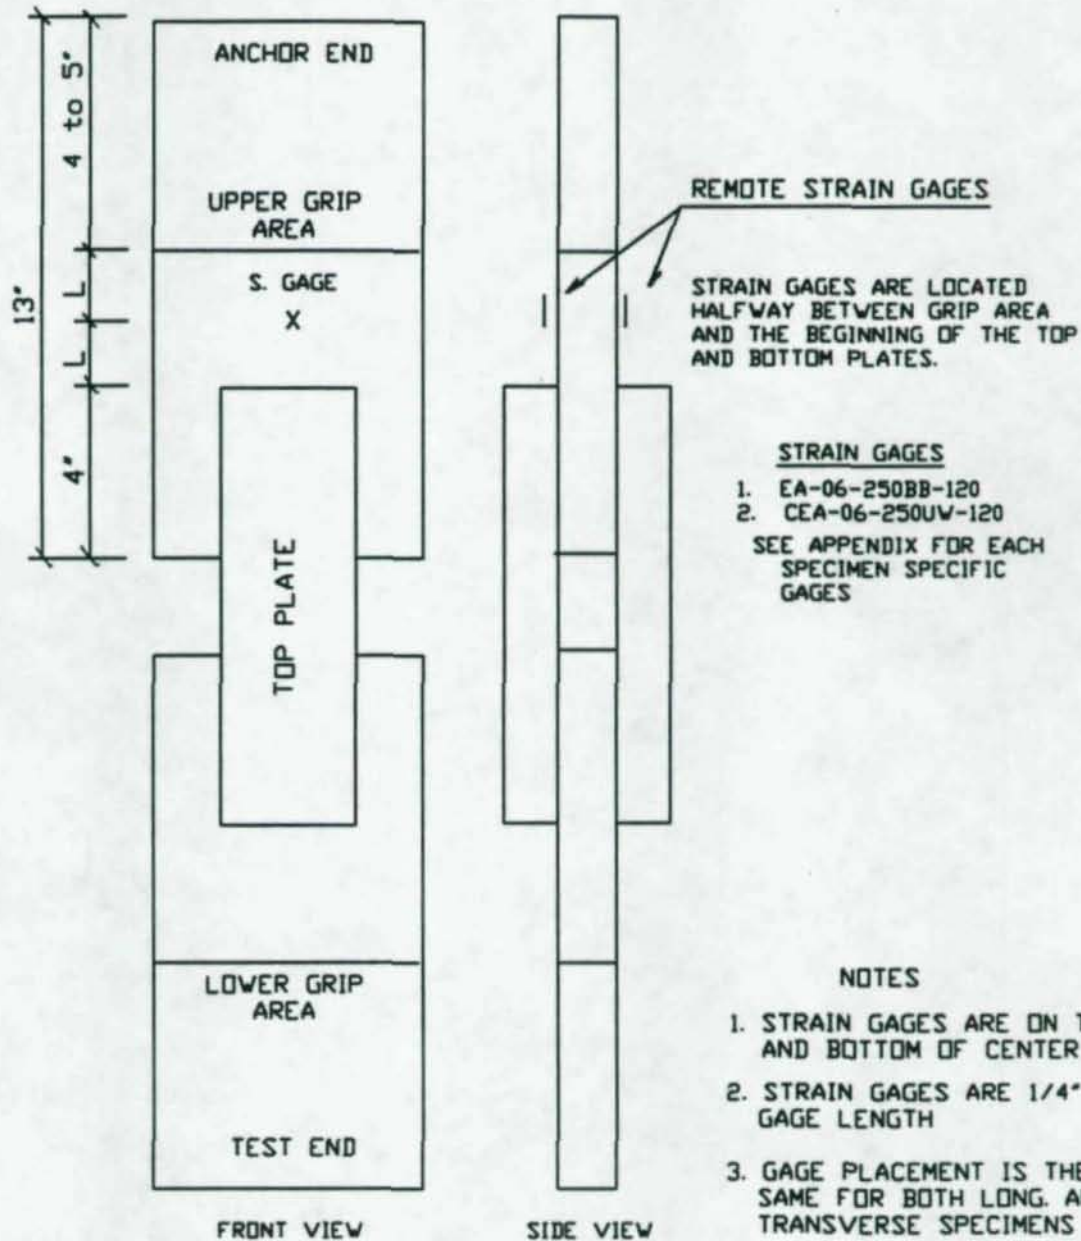 ANCHOR END
4 to 5"
UPPER GRIP
AREA
REMOTE STRAIN GAGES
S. GAGE
X
L
L
13"
4"
STRAIN GAGES ARE LOCATED
HALFWAY BETWEEN GRIP AREA
AND THE BEGINNING OF THE TOP
AND BOTTOM PLATES.
STRAIN GAGES
1. EA-06-250BB-120
2. CEA-06-250UW-120
SEE APPENDIX FOR EACH
SPECIMEN SPECIFIC
GAGES
TOP PLATE
LOWER GRIP
AREA
TEST END
NOTES
1. STRAIN GAGES ARE ON
AND BOTTOM OF CENTER
2. STRAIN GAGES ARE 1/4"
GAGE LENGTH
3. GAGE PLACEMENT IS THE
SAME FOR BOTH LONG.
TRANSVERSE SPECIMENS
FRONT VIEW
SIDE VIEW